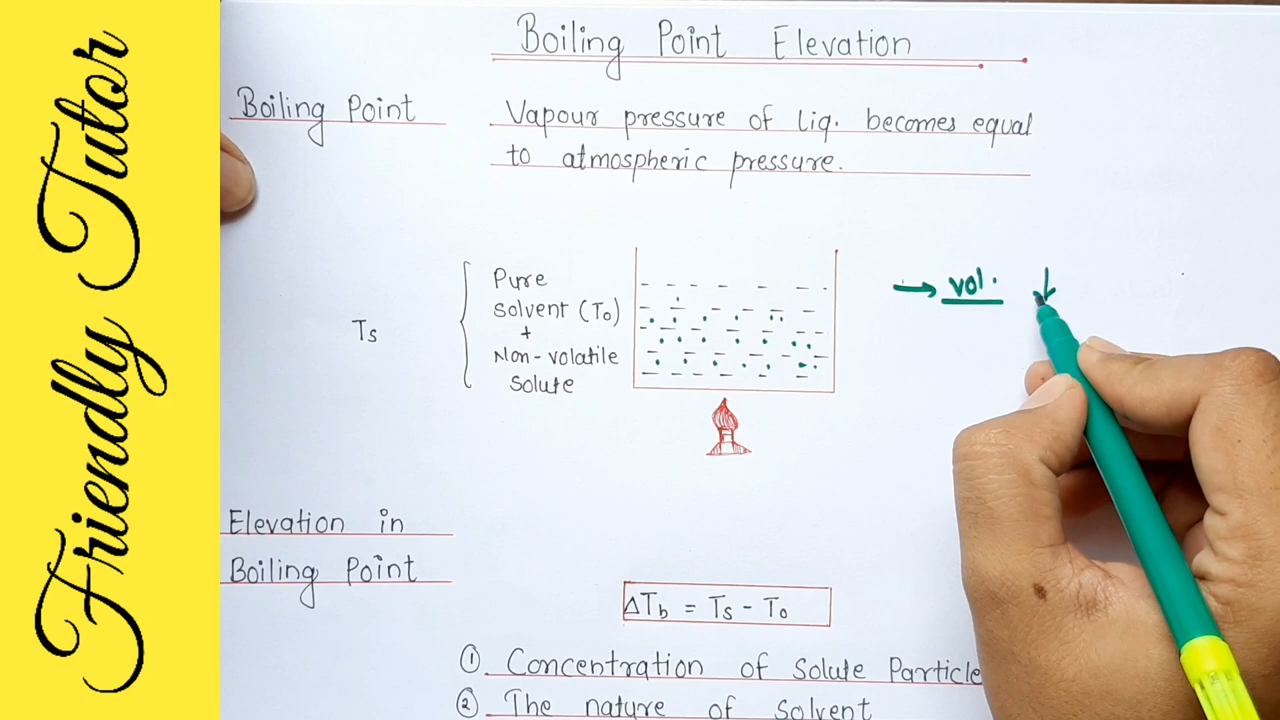 Friendly Tutor
Boiling Point Elevation
Boiling Point
Vapour pressure of Liq. becomes equal
to atmospheric pressure.
Pure
solvent (To)
+
Non-volatile
Solute
Ts
→ vol. ↓
Elevation in
Boiling Point
ΔTb = Ts - To
① Concentration of Solute Particle
② The nature of Solvent